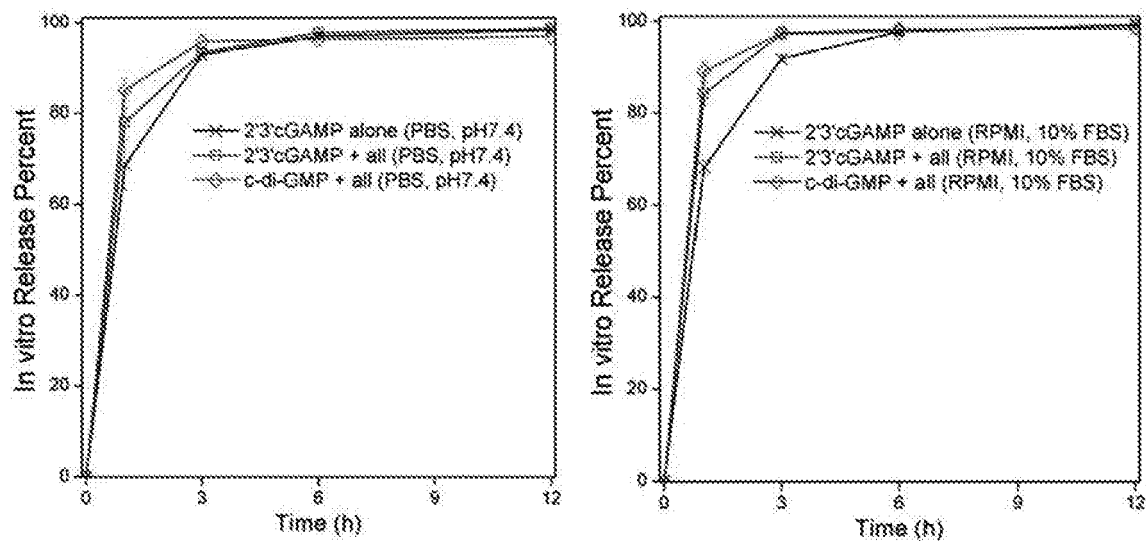 In vitro Release Percent
100
80
60
40
20
0
2'3'cGAMP alone (PBS, pH7.4)
2'3'cGAMP + all (PBS, pH7.4)
c-di-GMP + all (PBS, pH7.4)
0 3 6 9 12
Time (h)
In vitro Release Percent
100
80
60
40
20
0
2'3'cGAMP alone (RPMI, 10% FBS)
2'3'cGAMP + all (RPMI, 10% FBS)
c-di-GMP + all (RPMI, 10% FBS)
0 3 6 9 12
Time (h)